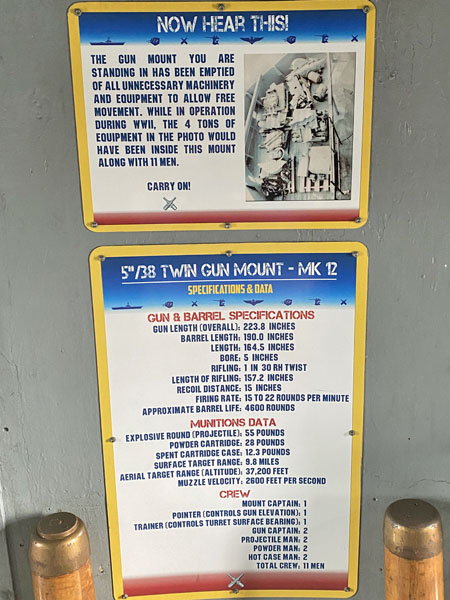 NOW HEAR THIS!
THE GUN MOUNT YOU ARE
STANDING IN HAS BEEN EMPTIED
OF ALL UNNECESSARY MACHINERY
AND EQUIPMENT TO ALLOW FREE
MOVEMENT. WHILE IN OPERATION
DURING WWII, THE 4 TONS OF
EQUIPMENT IN THE PHOTO WOULD
HAVE BEEN INSIDE THIS MOUNT
ALONG WITH 11 MEN.
CARRY ON!
5"/38 TWIN GUN MOUNT - MK 12
SPECIFICATIONS & DATA
GUN & BARREL SPECIFICATIONS
GUN LENGTH (OVERALL): 223.8 INCHES
BARREL LENGTH: 190.0 INCHES
LENGTH: 164.5 INCHES
BORE: 5 INCHES
RIFLING: 1 IN 30 RH TWIST
LENGTH OF RIFLING: 157.2 INCHES
RECOIL DISTANCE: 15 INCHES
FIRING RATE: 15 TO 22 ROUNDS PER MINUTE
APPROXIMATE BARREL LIFE: 4600 ROUNDS
MUNITIONS DATA
EXPLOSIVE ROUND (PROJECTILE): 55 POUNDS
POWDER CARTRIDGE: 28 POUNDS
SPENT CARTRIDGE CASE: 12.3 POUNDS
SURFACE TARGET RANGE: 9.8 MILES
AERIAL TARGET RANGE (ALTITUDE): 37,200 FEET
MUZZLE VELOCITY: 2600 FEET PER SECOND
CREW
MOUNT CAPTAIN: 1
POINTER (CONTROLS GUN ELEVATION): 1
TRAINER (CONTROLS TURRET SURFACE BEARING): 1
GUN CAPTAIN: 2
PROJECTILE MAN: 2
POWDER MAN: 2
HOT CASE MAN: 2
TOTAL CREW: 11 MEN